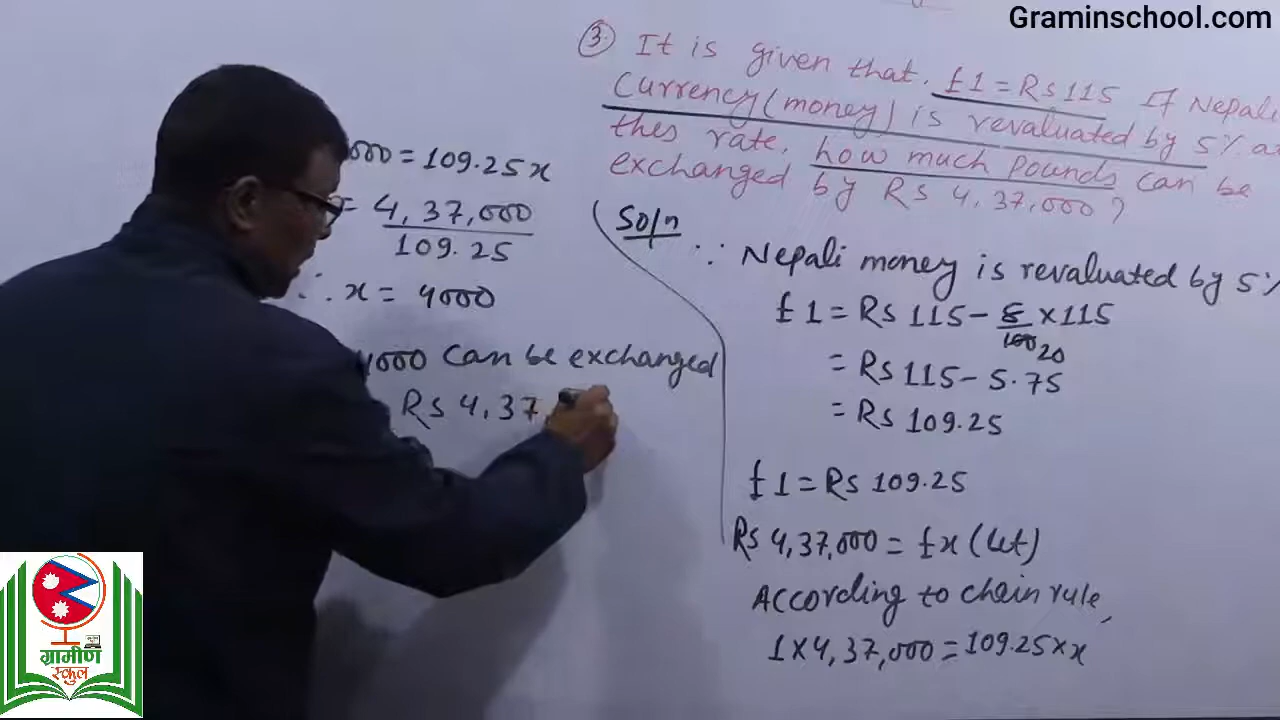 Graminschool.com
③ It is given that. £1 = Rs 115 If Nepali
Currency (money) is revaluated by 5%
thes rate, how much pounds can be
exchanged by Rs 4,37,000?
Soln
∴ Nepali money is revaluated by 5%
£1 = Rs 115 - 5/100 20 × 115
= Rs 115 - 5.75
= Rs 109.25
£1 = Rs 109.25
Rs 4,37,000 = £x (let)
According to chain rule,
1 × 4,37,000 = 109.25 × x
000 = 109.25x
= 4,37,000/109.25
∴ x = 4000
4000 can be exchanged
Rs 4,37,
ग्रामीण
स्कुल